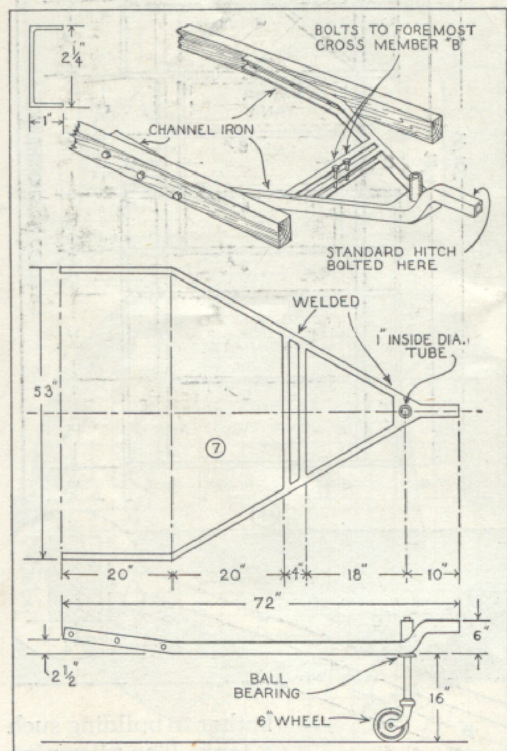 2¼"
1"
BOLTS TO FOREMOST
CROSS MEMBER "B"
CHANNEL IRON
STANDARD HITCH
BOLTED HERE
WELDED
1" INSIDE DIA.
TUBE
53"
7
20"
20"
4"
18"
10"
72"
6"
2½"
BALL
BEARING
16"
6" WHEEL